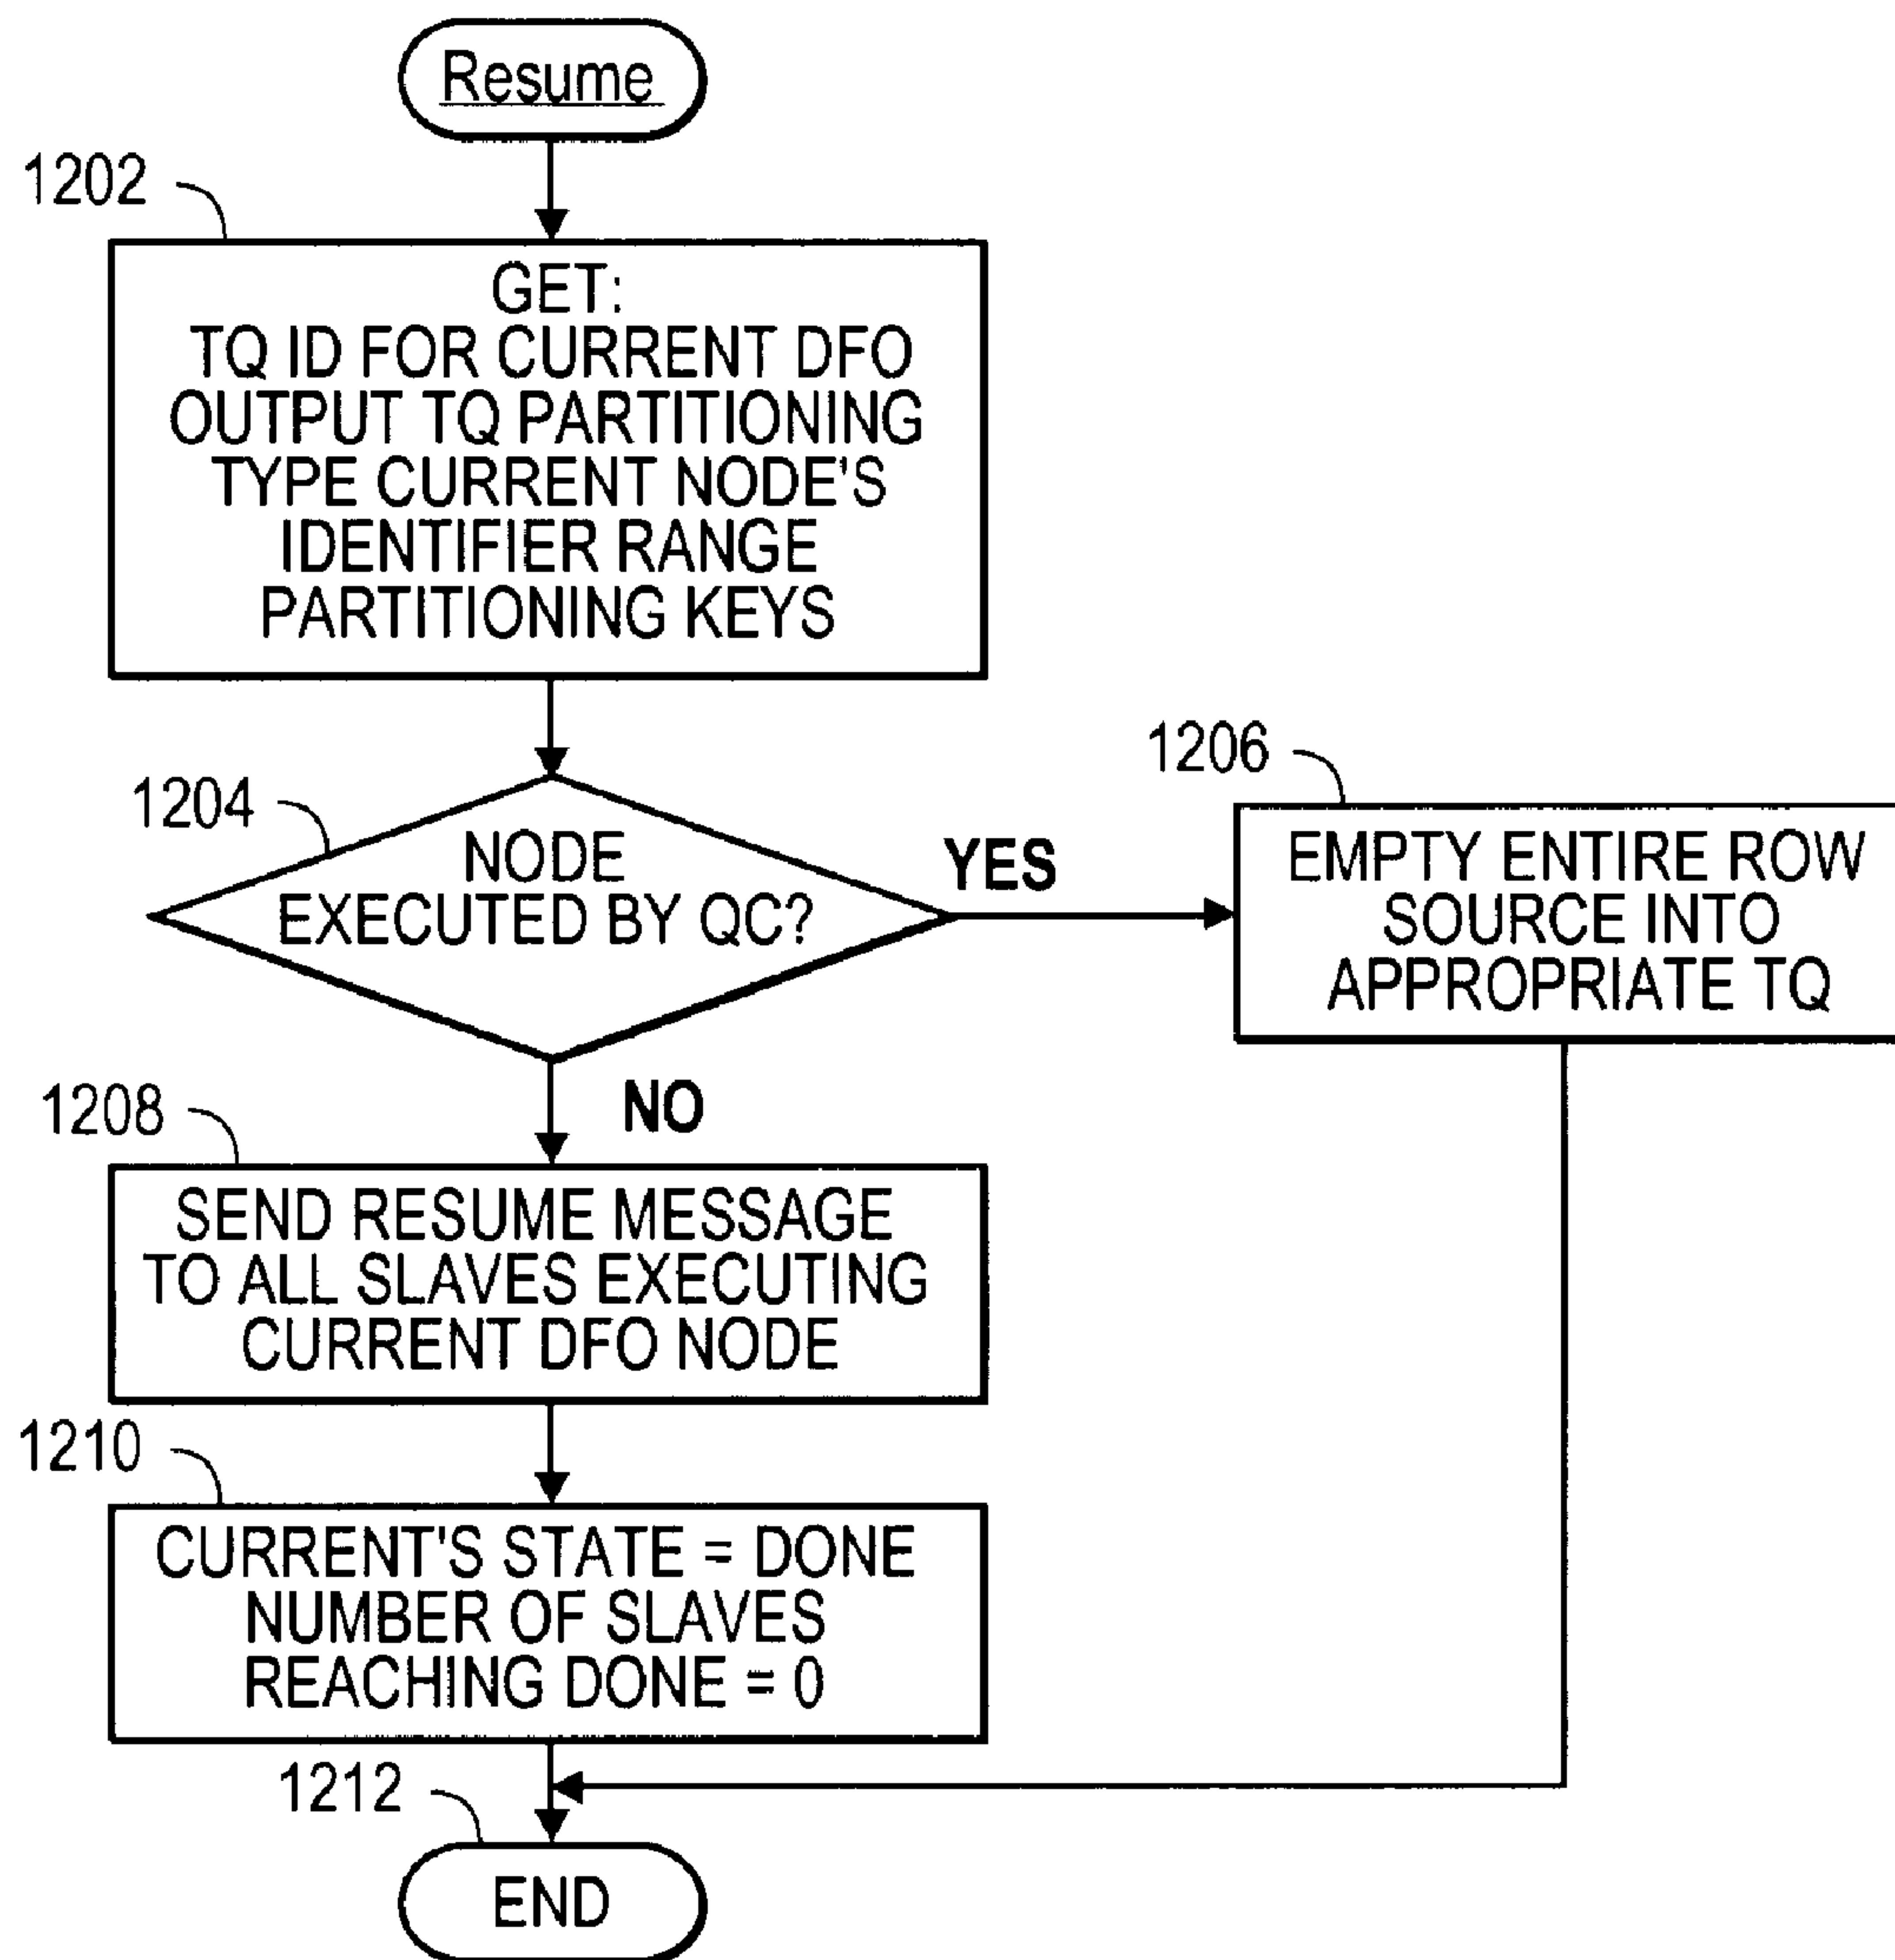 Resume
1202
GET:
TQ ID FOR CURRENT DFO
OUTPUT TQ PARTITIONING
TYPE CURRENT NODE'S
IDENTIFIER RANGE
PARTITIONING KEYS
1204
NODE
EXECUTED BY QC?
YES
1206
EMPTY ENTIRE ROW
SOURCE INTO
APPROPRIATE TQ
NO
1208
SEND RESUME MESSAGE
TO ALL SLAVES EXECUTING
CURRENT DFO NODE
1210
CURRENT'S STATE = DONE
NUMBER OF SLAVES
REACHING DONE = 0
1212
END